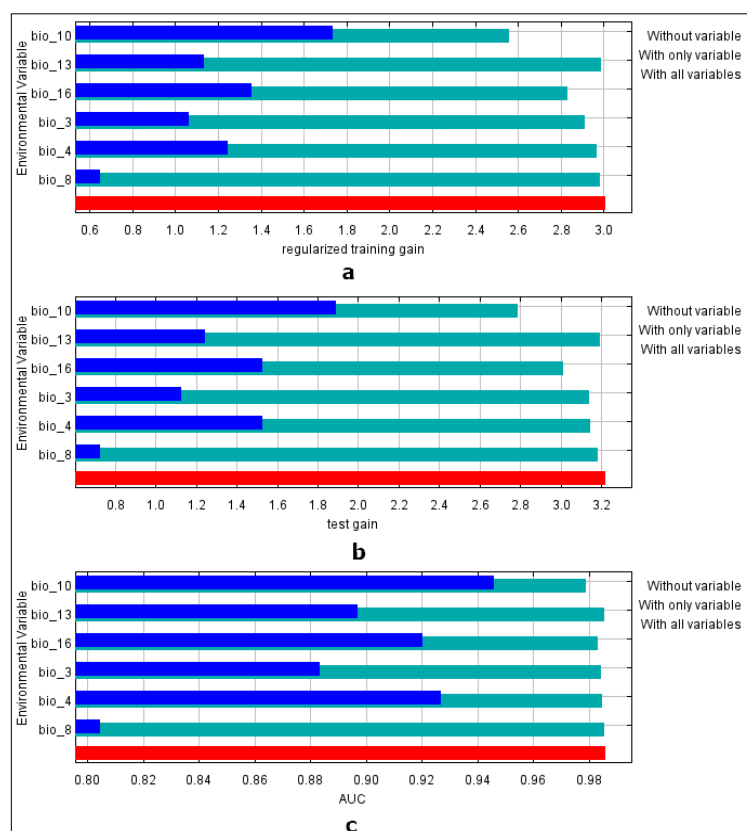 Environmental Variable
bio_10
bio_13
bio_16
bio_3
bio_4
bio_8
Without variable
With only variable
With all variables
0.6 0.8 1.0 1.2 1.4 1.6 1.8 2.0 2.2 2.4 2.6 2.8 3.0
regularized training gain
a
Environmental Variable
bio_10
bio_13
bio_16
bio_3
bio_4
bio_8
Without variable
With only variable
With all variables
0.8 1.0 1.2 1.4 1.6 1.8 2.0 2.2 2.4 2.6 2.8 3.0 3.2
test gain
b
Environmental Variable
bio_10
bio_13
bio_16
bio_3
bio_4
bio_8
Without variable
With only variable
With all variables
0.80 0.82 0.84 0.86 0.88 0.90 0.92 0.94 0.96 0.98
AUC
c